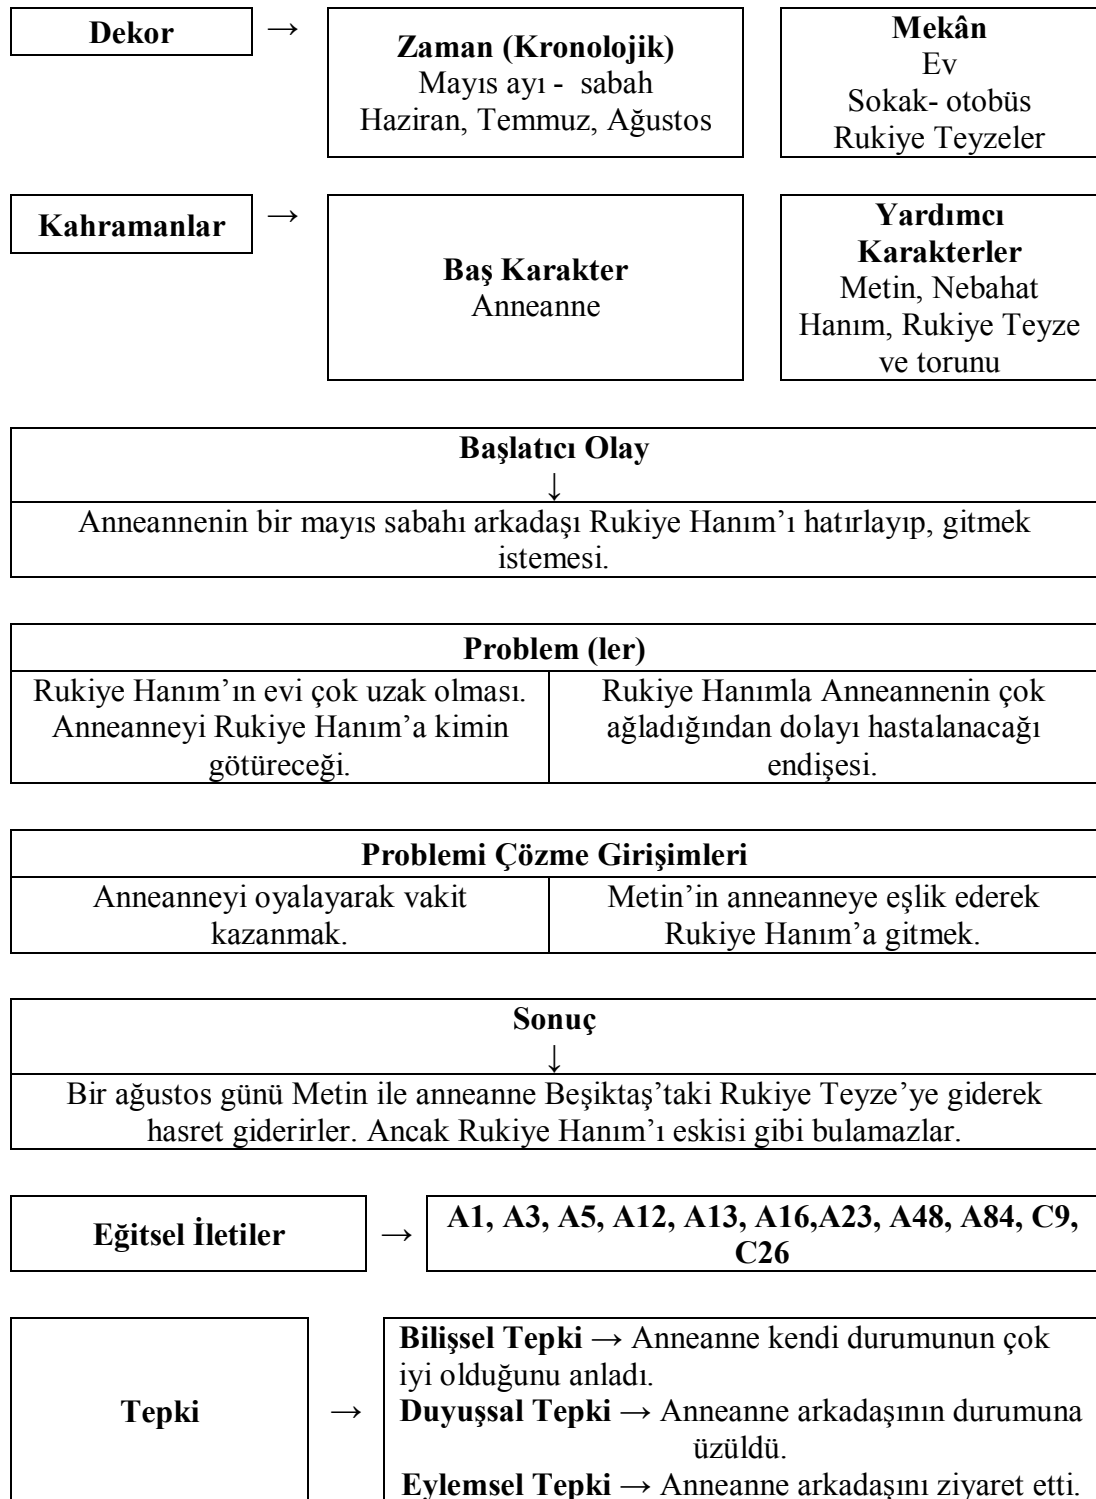 Dekor
→
Zaman (Kronolojik)
Mayıs ayı - sabah
Haziran, Temmuz, Ağustos
Mekân
Ev
Sokak- otobüs
Rukiye Teyzeler
Kahramanlar
→
Baş Karakter
Anneanne
Yardımcı
Karakterler
Metin, Nebahat
Hanım, Rukiye Teyze
ve torunu
Başlatıcı Olay
↓
Anneannenin bir mayıs sabahı arkadaşı Rukiye Hanım’ı hatırlayıp, gitmek
istemesi.
Problem (ler)
Rukiye Hanım’ın evi çok uzak olması.
Anneanneyi Rukiye Hanım’a kimin
götüreceği.
Rukiye Hanımla Anneannenin çok
ağladığından dolayı hastalanacağı
endişesi.
Problemi Çözme Girişimleri
Anneanneyi oyalayarak vakit
kazanmak.
Metin’in anneanneye eşlik ederek
Rukiye Hanım’a gitmek.
Sonuç
↓
Bir ağustos günü Metin ile anneanne Beşiktaş’taki Rukiye Teyze’ye giderek
hasret giderirler. Ancak Rukiye Hanım’ı eskisi gibi bulamazlar.
Eğitsel İletiler
→
A1, A3, A5, A12, A13, A16,A23, A48, A84, C9,
C26
Tepki
→
Bilişsel Tepki → Anneanne kendi durumunun çok
iyi olduğunu anladı.
Duyuşsal Tepki → Anneanne arkadaşının durumuna
üzüldü.
Eylemsel Tepki → Anneanne arkadaşını ziyaret etti.